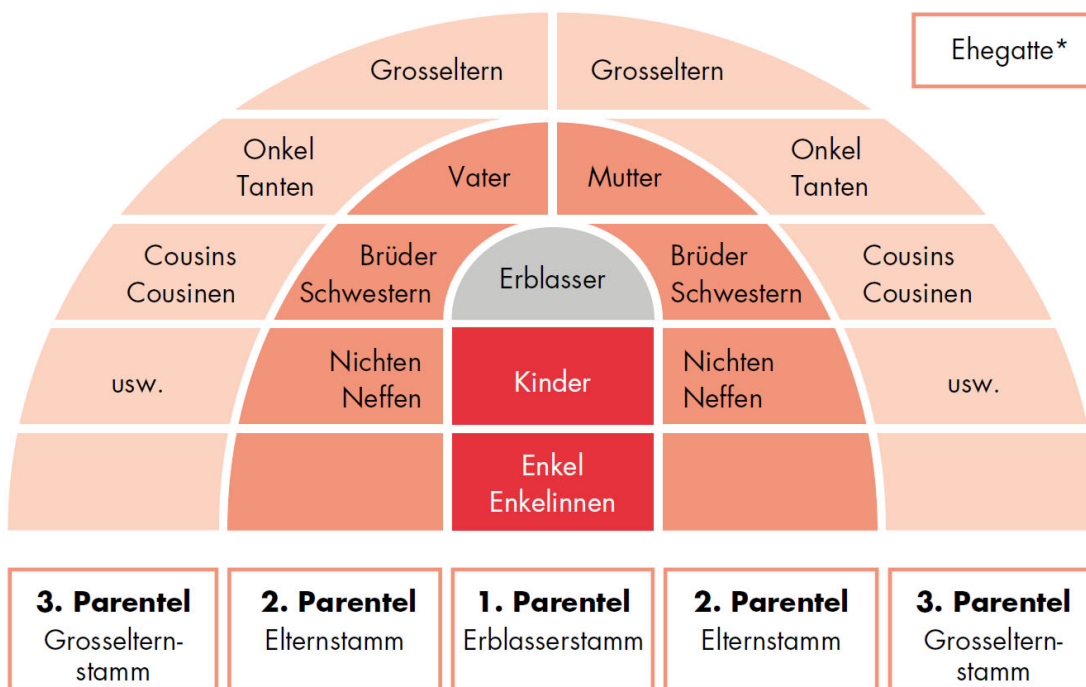 Grosseltern
Grosseltern
Ehegatte*
Onkel
Tanten
Vater
Mutter
Onkel
Tanten
Cousins
Cousinen
Brüder
Schwestern
Erblasser
Brüder
Schwestern
Cousins
Cousinen
usw.
Nichten
Neffen
Kinder
Nichten
Neffen
usw.
Enkel
Enkelinnen
3. Parentel
Grosseltern-
stamm
2. Parentel
Elternstamm
1. Parentel
Erblasserstamm
2. Parentel
Elternstamm
3. Parentel
Grosseltern-
stamm